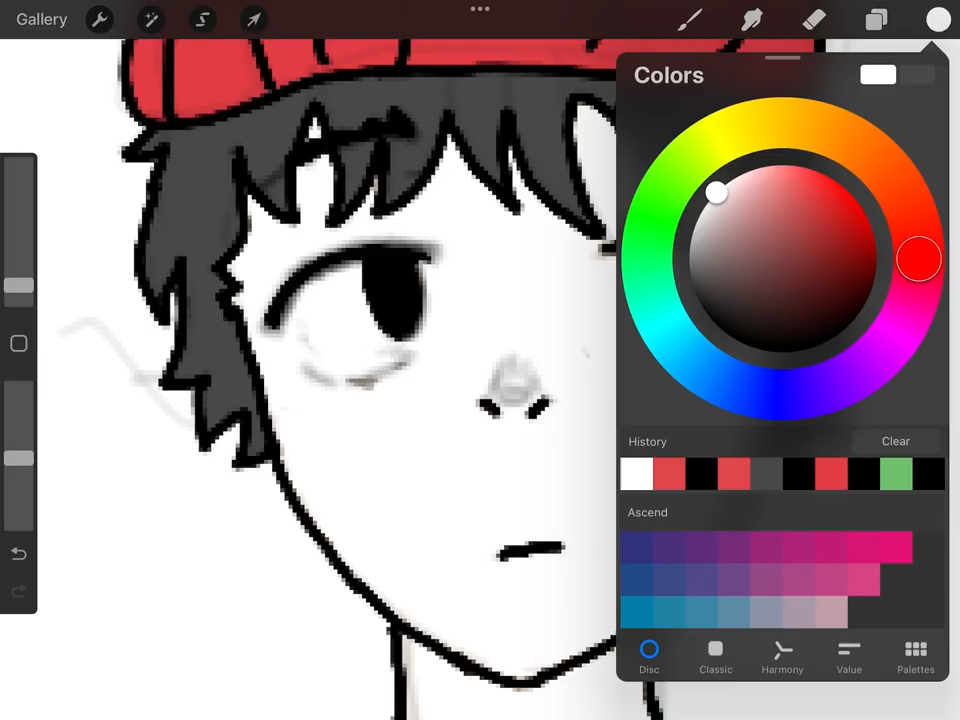 Gallery
Colors
History
Clear
Ascend
Disc
Classic
Harmony
Value
Palettes